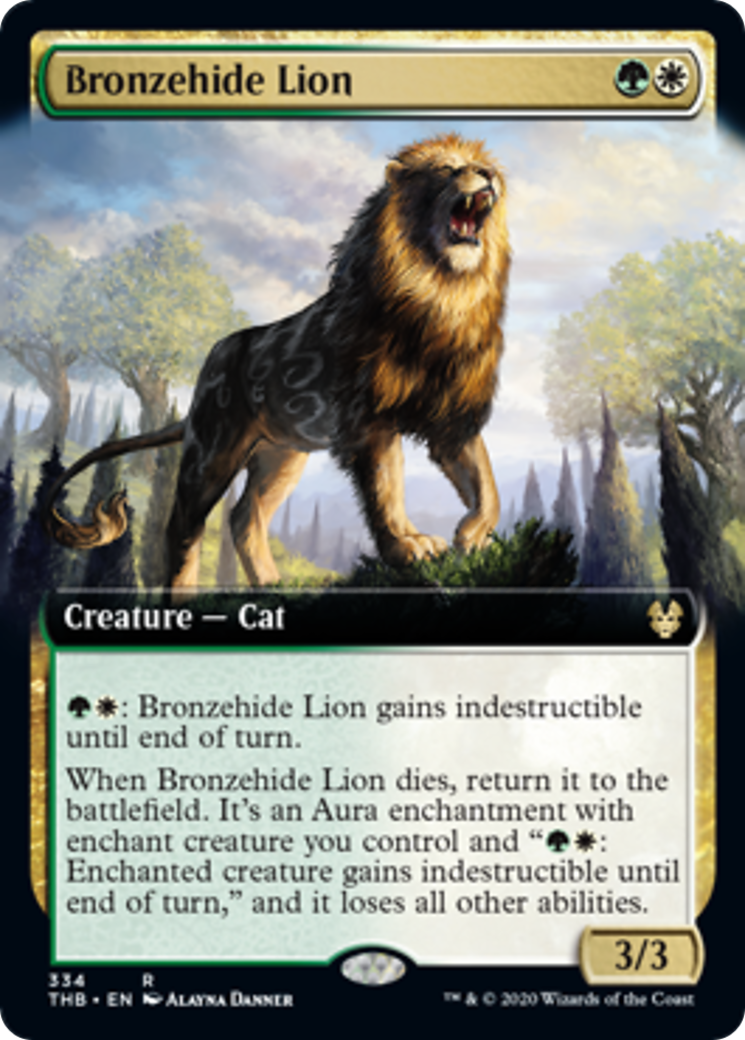 Bronzehide Lion
Creature — Cat
: Bronzehide Lion gains indestructible
until end of turn.
When Bronzehide Lion dies, return it to the
battlefield. It's an Aura enchantment with
enchant creature you control and “:
Enchanted creature gains indestructible until
end of turn,” and it loses all other abilities.
3/3
334 R
THB • EN Alayna Danner
™ & © 2020 Wizards of the Coast